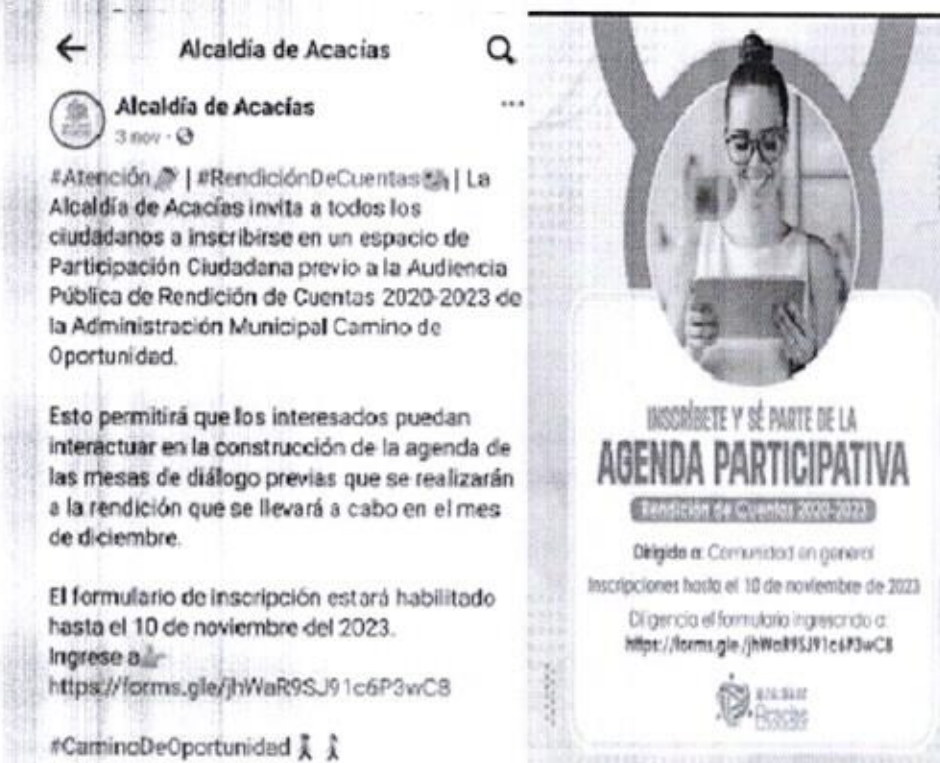 Alcaldía de Acacías
Alcaldía de Acacías
3 nov
#Atención | #RendiciónDeCuentas | La
Alcaldía de Acacías invita a todos los
ciudadanos a inscribirse en un espacio de
Participación Ciudadana previo a la Audiencia
Pública de Rendición de Cuentas 2020-2023 de
la Administración Municipal Camino de
Oportunidad.
Esto permitirá que los interesados puedan
interactuar en la construcción de la agenda de
las mesas de diálogo previas que se realizarán
a la rendición que se llevará a cabo en el mes
de diciembre.
El formulario de inscripción estará habilitado
hasta el 10 de noviembre del 2023.
Ingrese a
https://forms.gle/jhWaR9SJ91c6P3wC8
#CaminoDeOportunidad
INSCRÍBETE Y SÉ PARTE DE LA
AGENDA PARTICIPATIVA
Rendición de Cuentas 2020-2023
Dirigido a: Comunidad en general
Inscripciones hasta el 10 de noviembre de 2023
Diligencia el formulario ingresando a:
https://forms.gle/jhWaR9SJ91c6P3wC8
Acacías